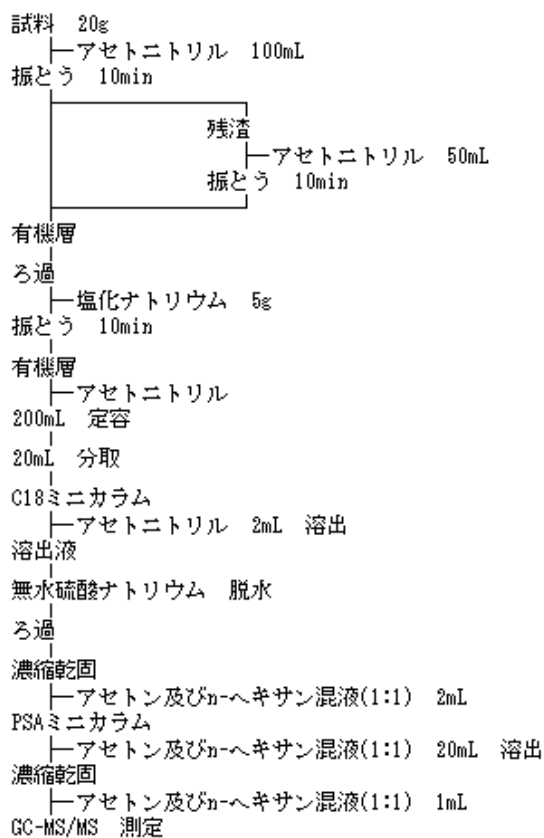 試料　20g
アセトニトリル　100mL
振とう　10min
残渣
アセトニトリル　50mL
振とう　10min
有機層
ろ過
塩化ナトリウム　5g
振とう　10min
有機層
アセトニトリル
200mL　定容
20mL　分取
C18ミニカラム
アセトニトリル　2mL　溶出
溶出液
無水硫酸ナトリウム　脱水
ろ過
濃縮乾固
アセトン及びn-ヘキサン混液(1:1)　2mL
PSAミニカラム
アセトン及びn-ヘキサン混液(1:1)　20mL　溶出
濃縮乾固
アセトン及びn-ヘキサン混液(1:1)　1mL
GC-MS/MS　測定